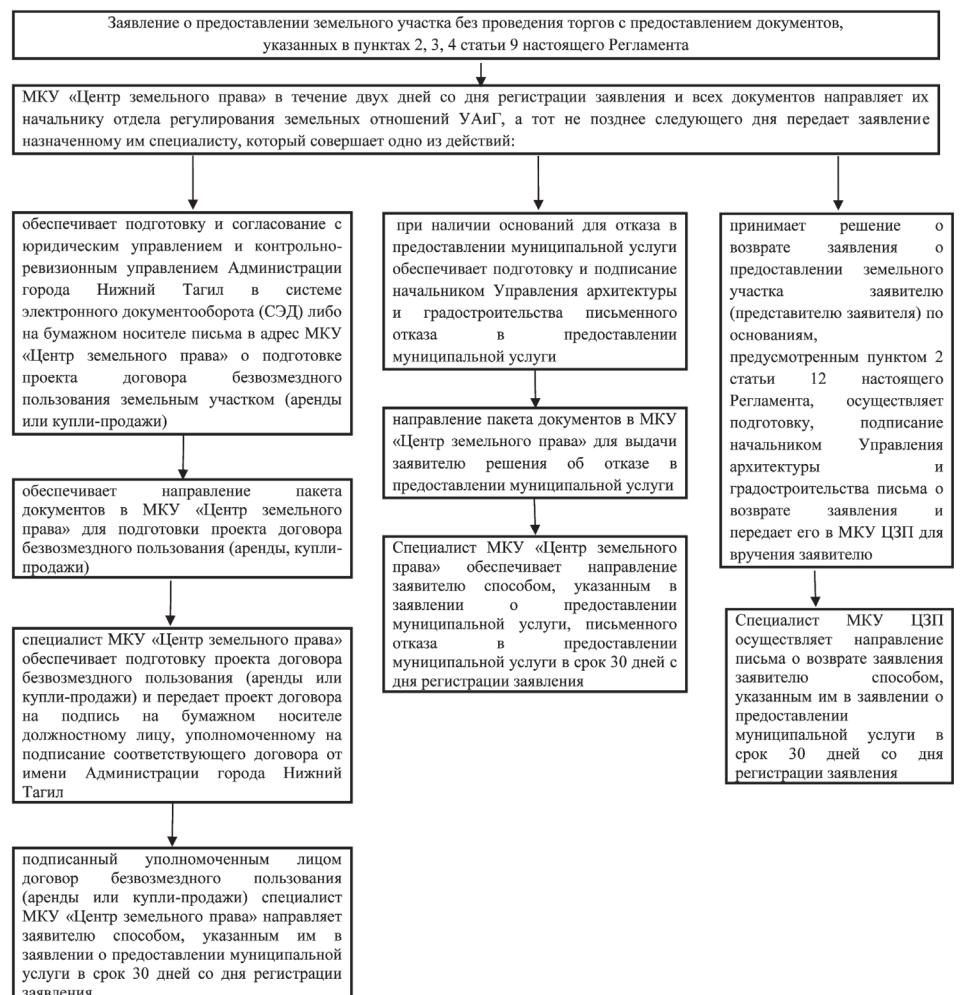 Заявление о предоставлении земельного участка без проведения торгов с предоставлением документов,
указанных в пунктах 2, 3, 4 статьи 9 настоящего Регламента
МКУ «Центр земельного права» в течение двух дней со дня регистрации заявления и всех документов направляет их
начальнику отдела регулирования земельных отношений УАиГ, а тот не позднее следующего дня передает заявление
назначенному им специалисту, который совершает одно из действий:
обеспечивает подготовку и согласование с
юридическим управлением и контрольно-
ревизионным управлением Администрации
города Нижний Тагил в системе
электронного документооборота (СЭД) либо
на бумажном носителе письма в адрес МКУ
«Центр земельного права» о подготовке
проекта договора безвозмездного
пользования земельным участком (аренды
или купли-продажи)
обеспечивает направление пакета
документов в МКУ «Центр земельного
права» для подготовки проекта договора
безвозмездного пользования (аренды, купли-
продажи)
специалист МКУ «Центр земельного права»
обеспечивает подготовку проекта договора
безвозмездного пользования (аренды или
купли-продажи) и передает проект договора
на подпись на бумажном носителе
должностному лицу, уполномоченному на
подписание соответствующего договора от
имени Администрации города Нижний
Тагил
подписанный уполномоченным лицом
договор безвозмездного пользования
(аренды или купли-продажи) специалист
МКУ «Центр земельного права» направляет
заявителю способом, указанным им в
заявлении о предоставлении муниципальной
услуги в срок 30 дней со дня регистрации
заявления
при наличии оснований для отказа в
предоставлении муниципальной услуги
обеспечивает подготовку и подписание
начальником Управления архитектуры
и градостроительства письменного
отказа в предоставлении
муниципальной услуги
направление пакета документов в МКУ
«Центр земельного права» для выдачи
заявителю решения об отказе в
предоставлении муниципальной услуги
Специалист МКУ «Центр земельного
права» обеспечивает направление
заявителю способом, указанным в
заявлении о предоставлении
муниципальной услуги, письменного
отказа в предоставлении
муниципальной услуги в срок 30 дней с
дня регистрации заявления
принимает решение о
возврате заявления о
предоставлении земельного
участка заявителю
(представителю заявителя) по
основаниям,
предусмотренным пунктом 2
статьи 12 настоящего
Регламента, осуществляет
подготовку, подписание
начальником Управления
архитектуры и
градостроительства письма о
возврате заявления и
передает его в МКУ ЦЗП для
вручения заявителю
Специалист МКУ ЦЗП
осуществляет направление
письма о возврате заявления
заявителю способом,
указанным им в заявлении о
предоставлении
муниципальной услуги в
срок 30 дней со дня
регистрации заявления